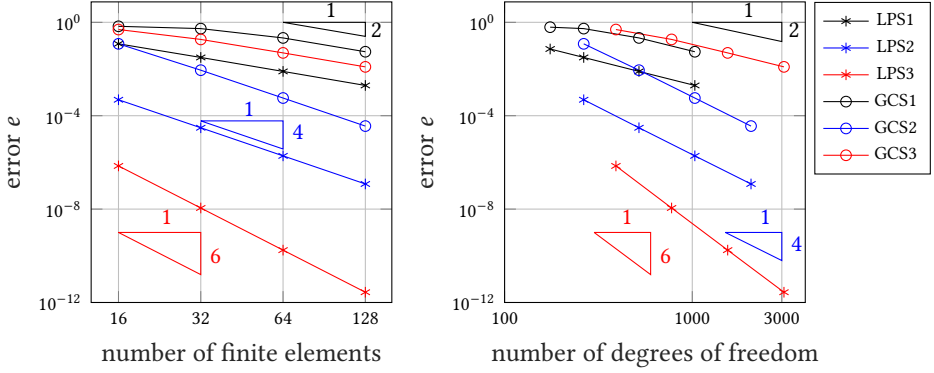 10^0
10^{-4}
10^{-8}
10^{-12}
error e
16
32
64
128
number of finite elements
1
2
1
4
1
6
10^0
10^{-4}
10^{-8}
10^{-12}
error e
100
1000
3000
number of degrees of freedom
1
2
1
6
1
4
LPS1
LPS2
LPS3
GCS1
GCS2
GCS3